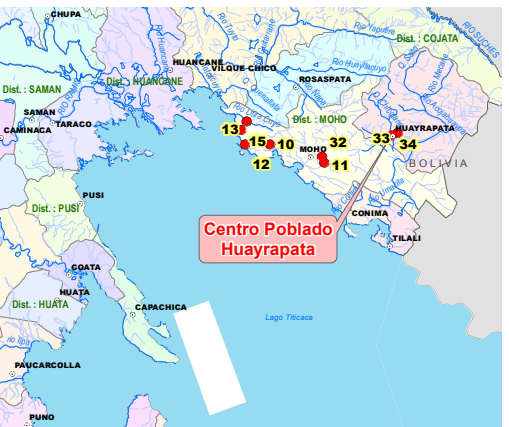 CHUPA
RIO SUCHES
Dist. : COJATA
HUANCANE
VILQUE CHICO
Dist. : HUANCANE
ROSASPATA
Dist. : SAMAN
SAMAN
TARACO
CAMINACA
Dist. : MOHO
13
15
10
12
MOHO
32
11
33
HUAYRAPATA
34
BOLIVIA
PUSI
Dist. : PUSI
CONIMA
TILALI
Centro Poblado
Huayrapata
COATA
HUATA
Dist. : HUATA
CAPACHICA
Lago Titicaca
PAUCARCOLLA
PUNO